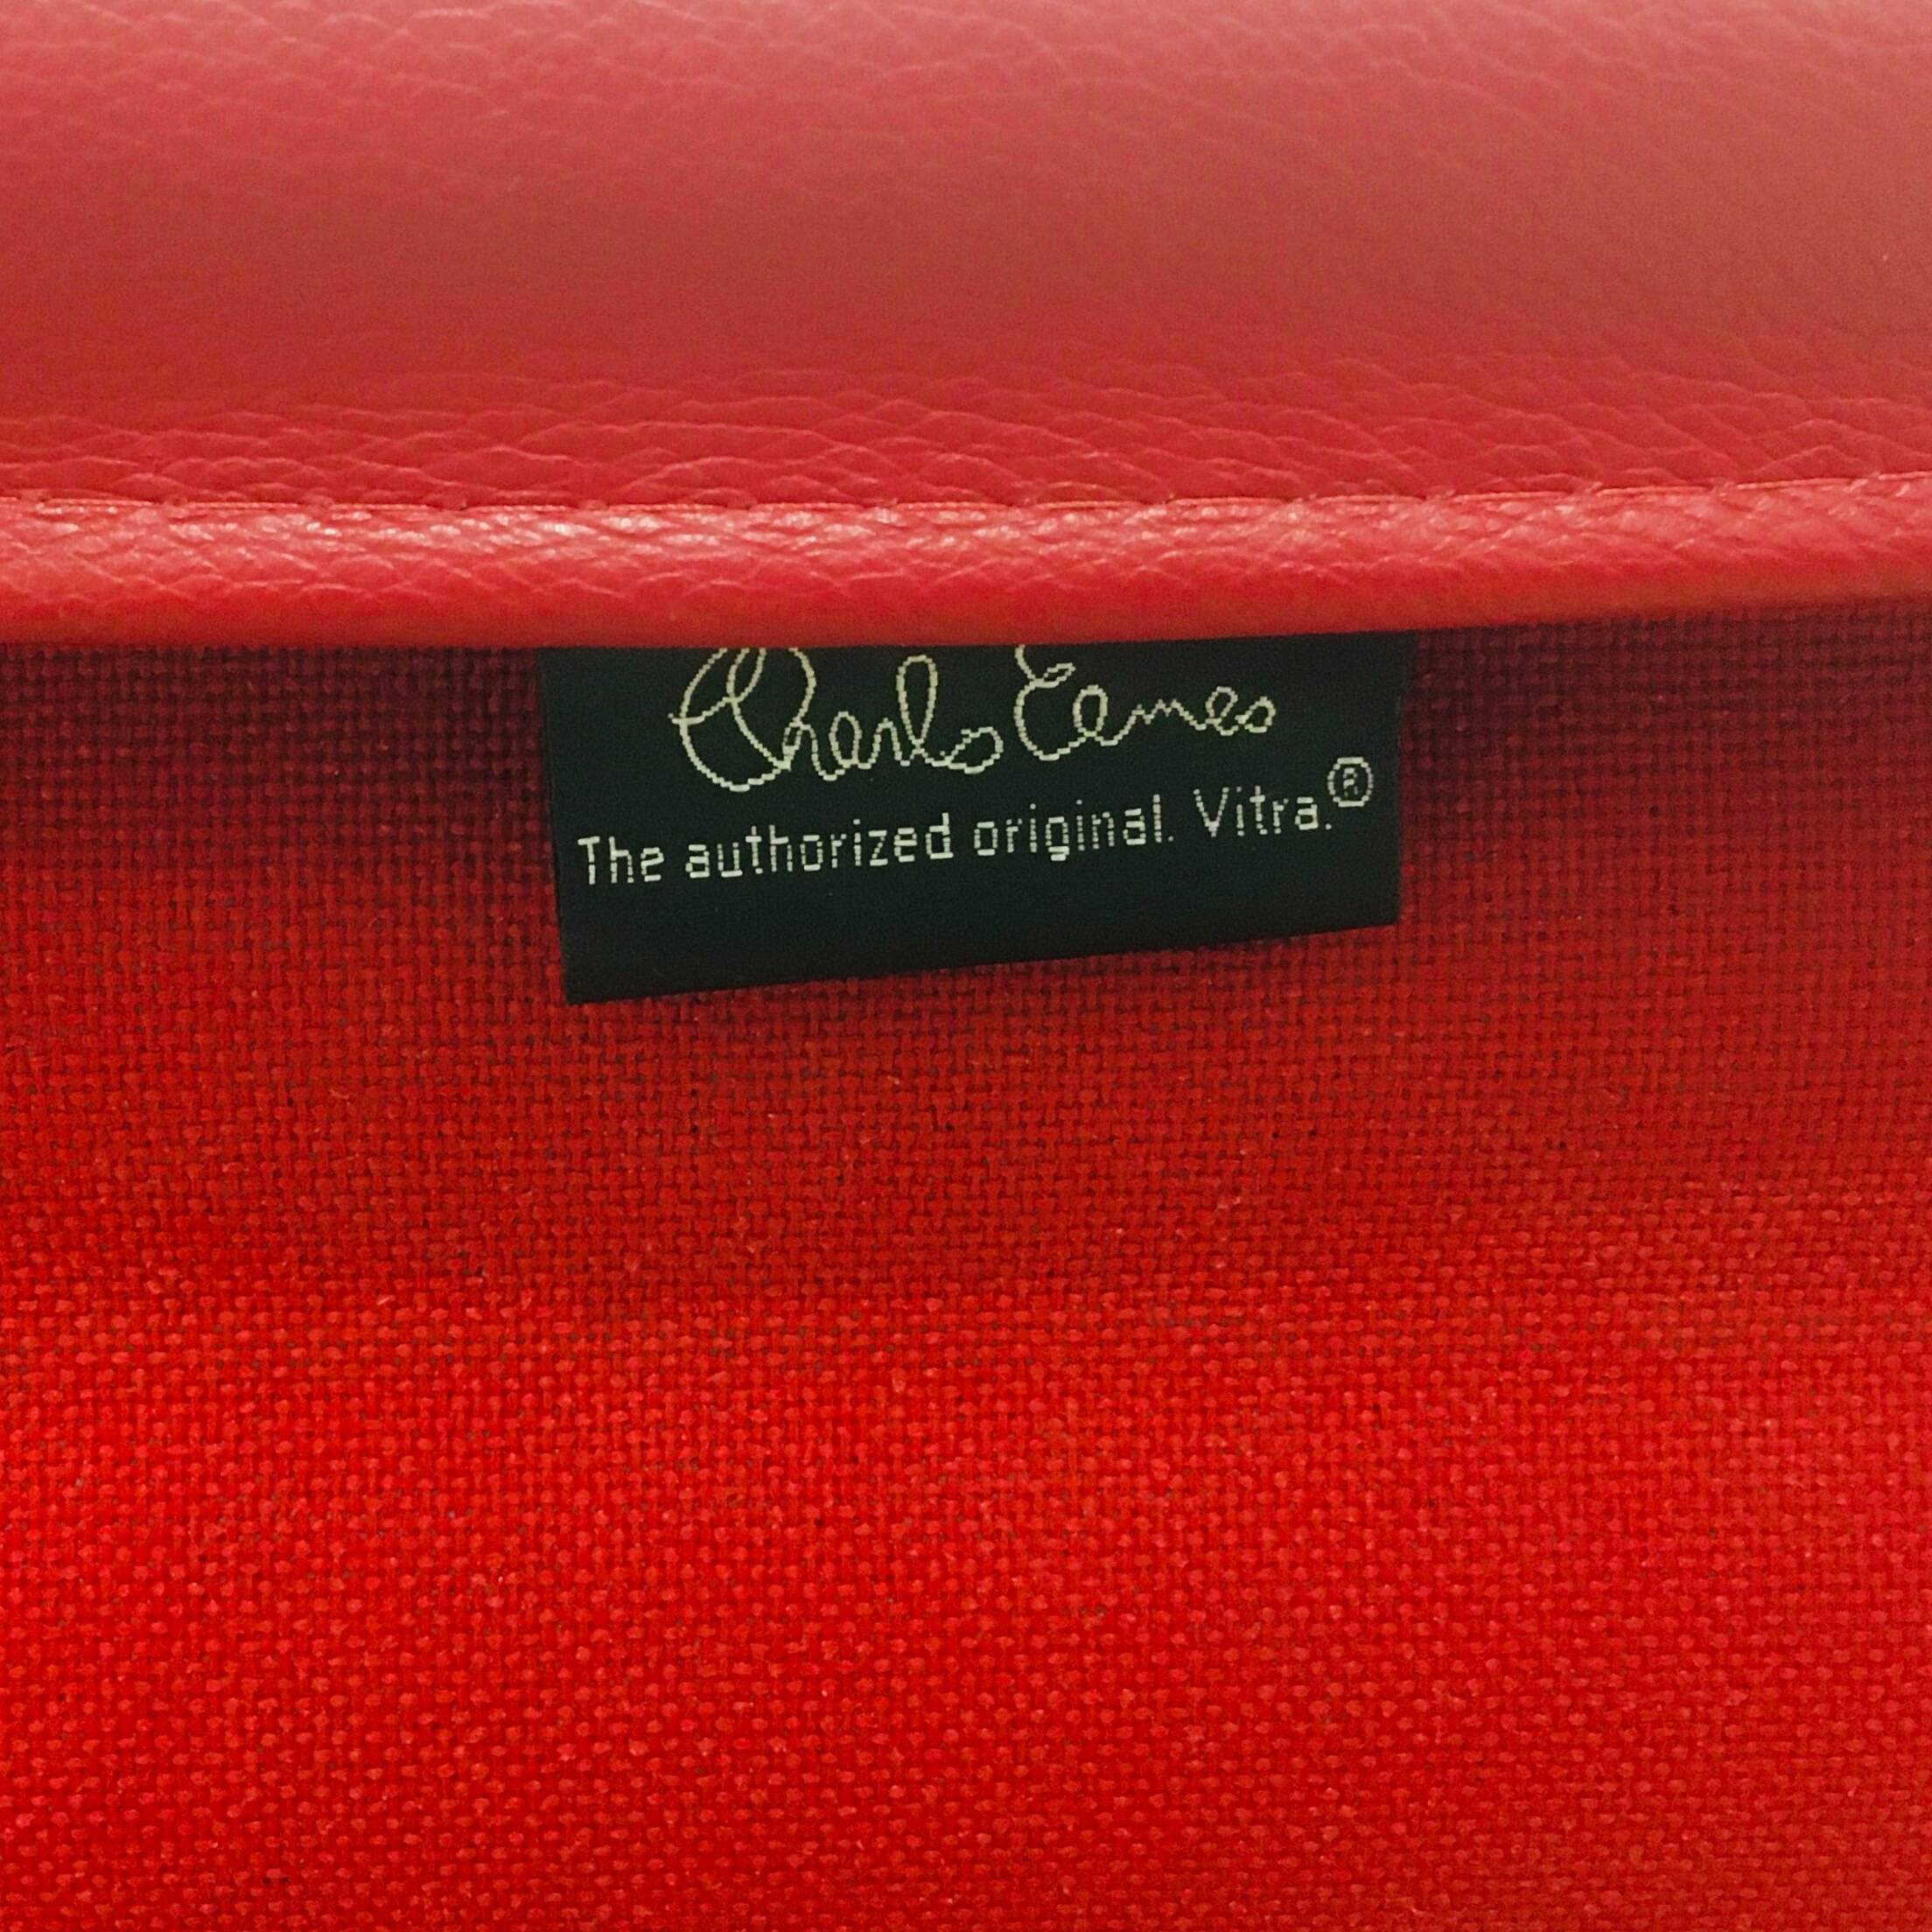 Charles Eames
The authorized original. Vitra.®